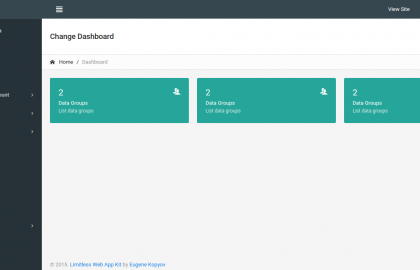 View Site
Change Dashboard
Home / Dashboard
ount
2
Data Groups
List data groups
2
Data Groups
List data groups
2
Data Groups
List data groups
© 2015. Limitless Web App Kit by Eugene Kopyov